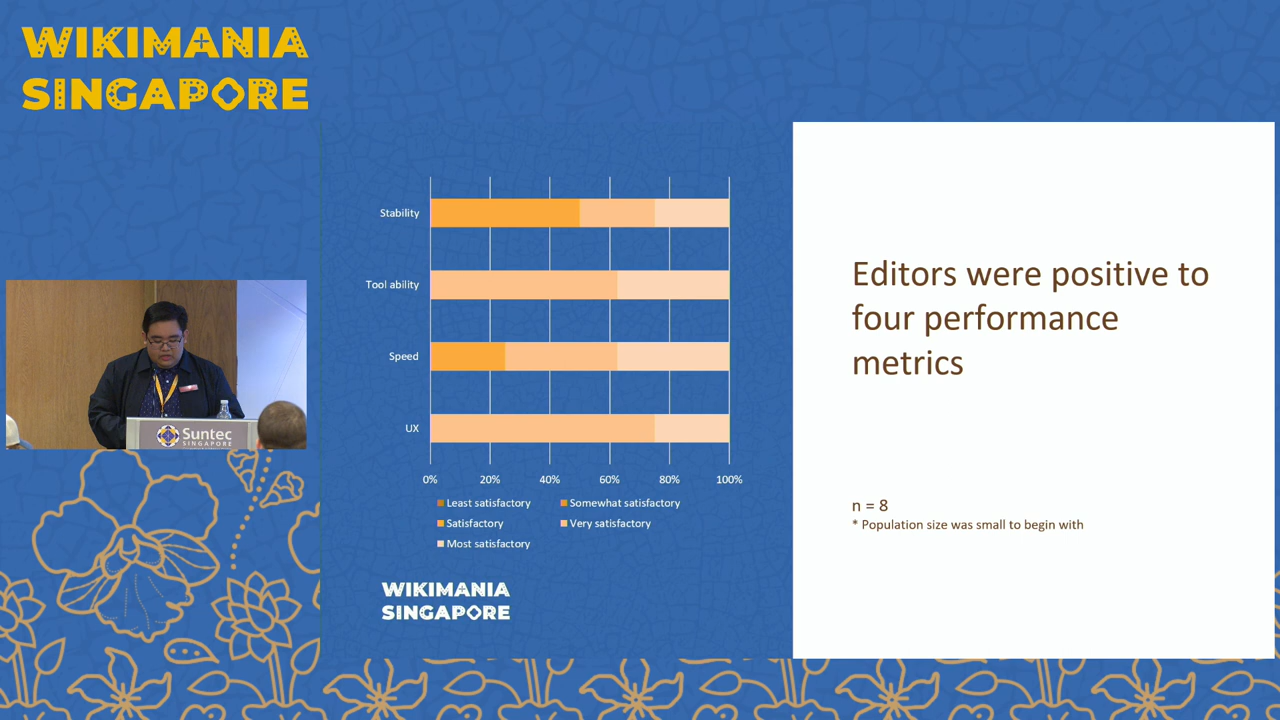 WIKIMANIA
SINGAPORE
Stability
Tool ability
Speed
UX
0% 20% 40% 60% 80% 100%
Least satisfactory Somewhat satisfactory
Satisfactory Very satisfactory
Most satisfactory
WIKIMANIA
SINGAPORE
Editors were positive to
four performance
metrics
n = 8
* Population size was small to begin with
Suntec
SINGAPORE